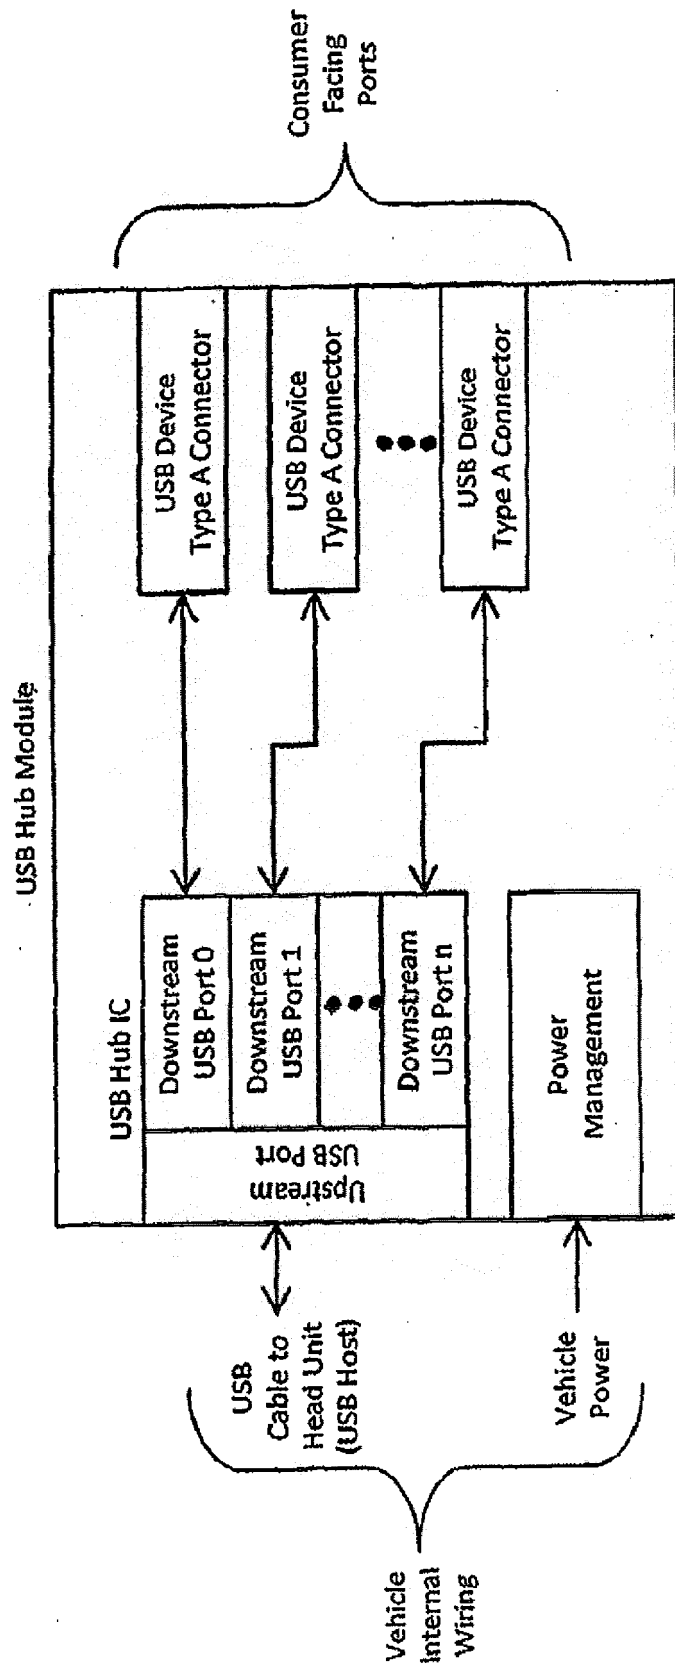 USB Hub Module
USB Hub IC
Upstream
USB Port
Downstream
USB Port 0
Downstream
USB Port 1
Downstream
USB Port n
Power
Management
USB Device
Type A Connector
USB Device
Type A Connector
USB Device
Type A Connector
Consumer
Facing
Ports
USB
Cable to
Head Unit
(USB Host)
Vehicle
Power
Vehicle
Internal
Wiring